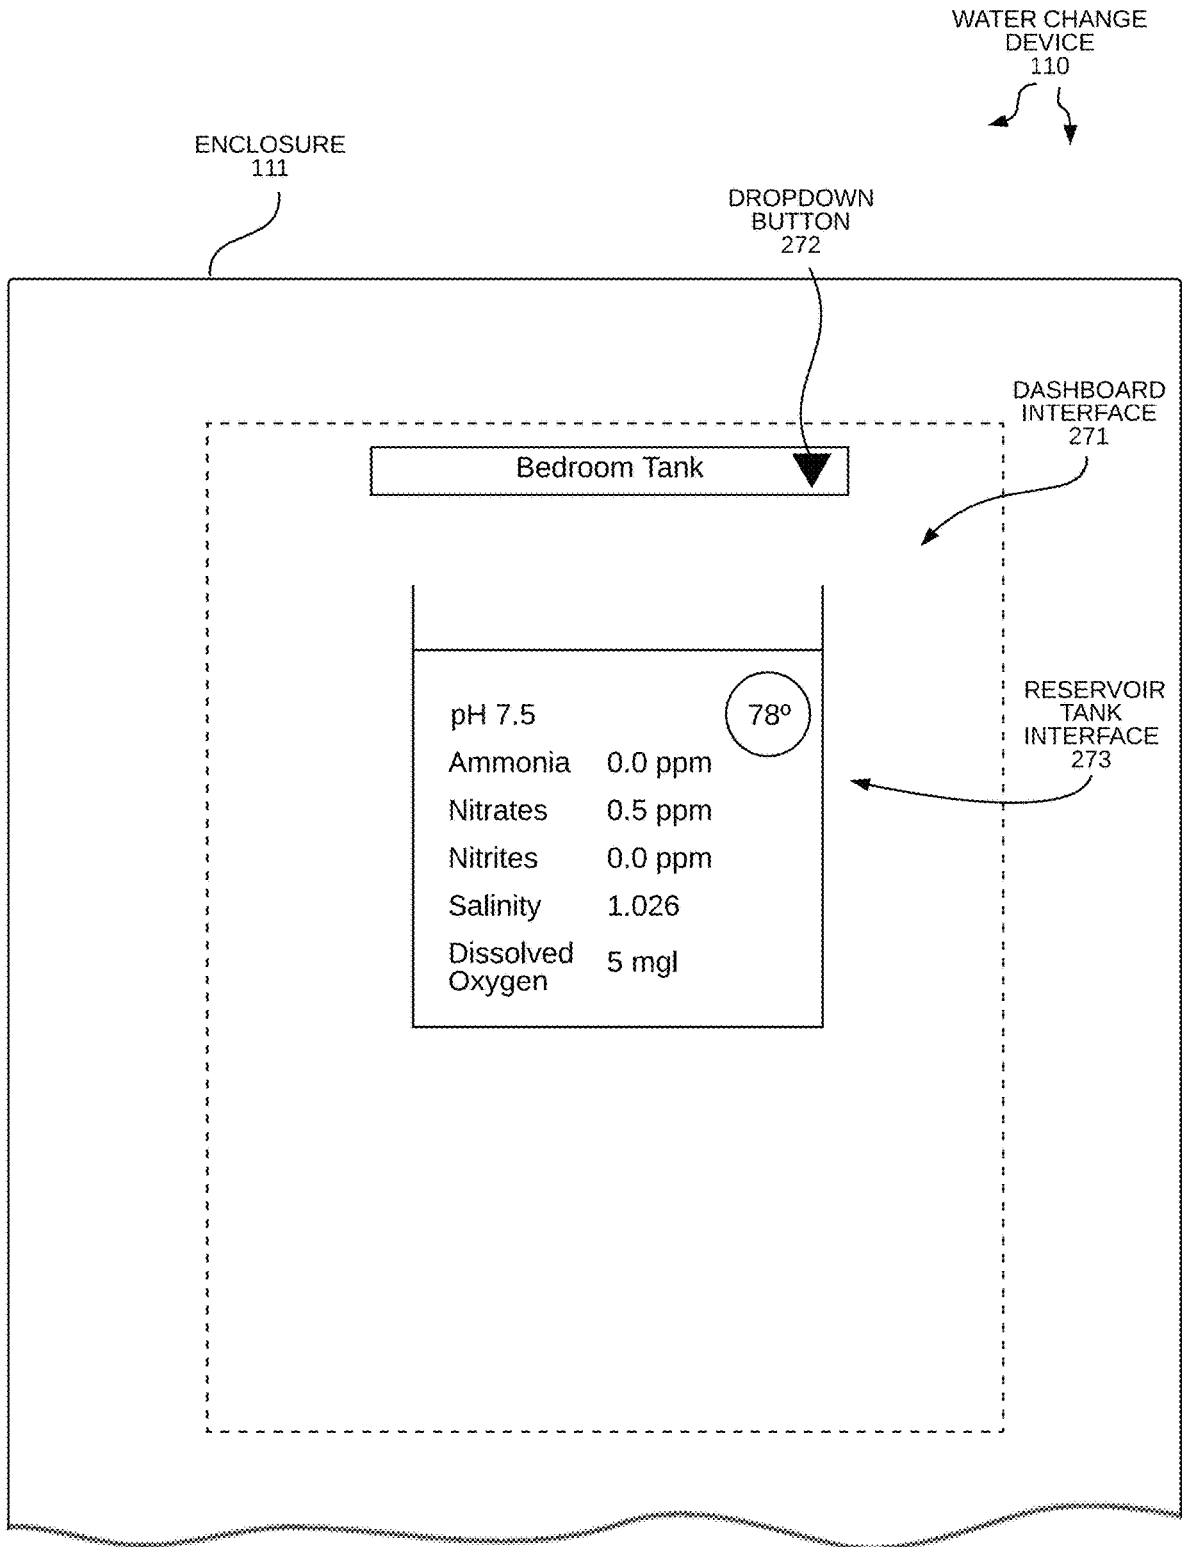 WATER CHANGE
DEVICE
110
ENCLOSURE
111
DROPDOWN
BUTTON
272
DASHBOARD
INTERFACE
271
Bedroom Tank
RESERVOIR
TANK
INTERFACE
273
pH 7.5
78º
Ammonia 0.0 ppm
Nitrates 0.5 ppm
Nitrites 0.0 ppm
Salinity 1.026
Dissolved
Oxygen 5 mgl